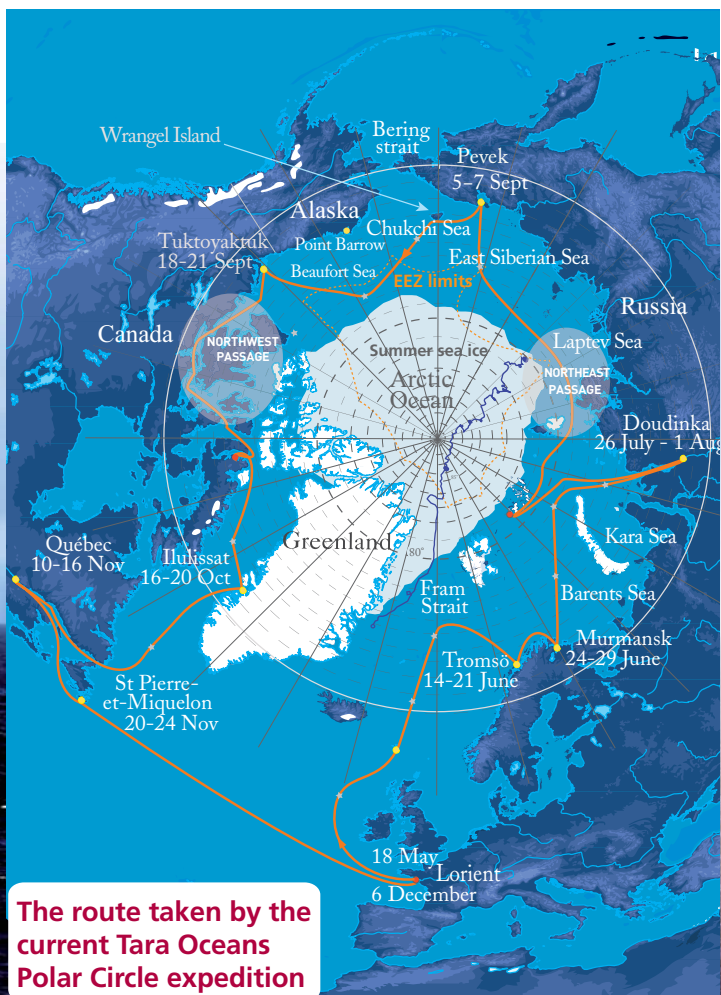 Wrangel Island
Bering
strait
Pevek
5-7 Sept
Alaska
Chukchi Sea
Tuktoyaktuk
18-21 Sept
Point Barrow
Beaufort Sea
East Siberian Sea
EEZ limits
Russia
Canada
NORTHWEST
PASSAGE
Summer sea ice
Laptev Sea
Arctic
Ocean
NORTHEAST
PASSAGE
Doudinka
26 July - 1 Aug
Québec
10-16 Nov
Ilulissat
16-20 Oct
Greenland
80°
Kara Sea
Fram
Strait
Barents Sea
St Pierre-
et-Miquelon
20-24 Nov
Tromsö
14-21 June
Murmansk
24-29 June
18 May
Lorient
6 December
The route taken by the
current Tara Oceans
Polar Circle expedition